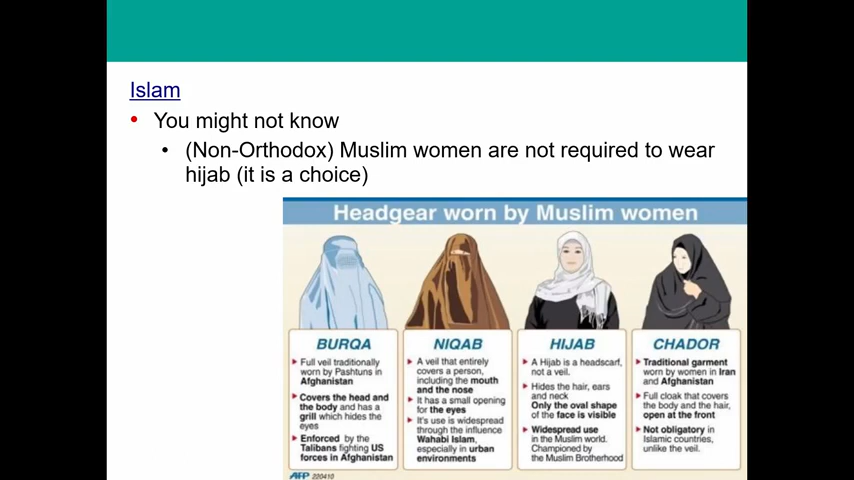 Islam
• You might not know
• (Non-Orthodox) Muslim women are not required to wear
hijab (it is a choice)
Headgear worn by Muslim women
BURQA
Full veil traditionally
worn by Pashtuns in
Afghanistan
Covers the head and
the body and has a
grill which hides the
eyes
Enforced by the
Talibans fighting US
forces in Afghanistan
NIQAB
A veil that entirely
covers a person,
including the mouth
and the nose
It has a small opening
for the eyes
It's use is widespread
through the influence
Wahabi Islam,
especially in urban
environments
HIJAB
A Hijab is a headscarf,
not a veil.
Hides the hair, ears
and neck
Only the oval shape
of the face is visible
Widespread use
in the Muslim world.
Championed by
the Muslim Brotherhood
CHADOR
Traditional garment
worn by women in Iran
and Afghanistan
Full cloak that covers
the body and the hair,
open at the front
Not obligatory in
Islamic countries,
unlike the veil.
AFP 220410